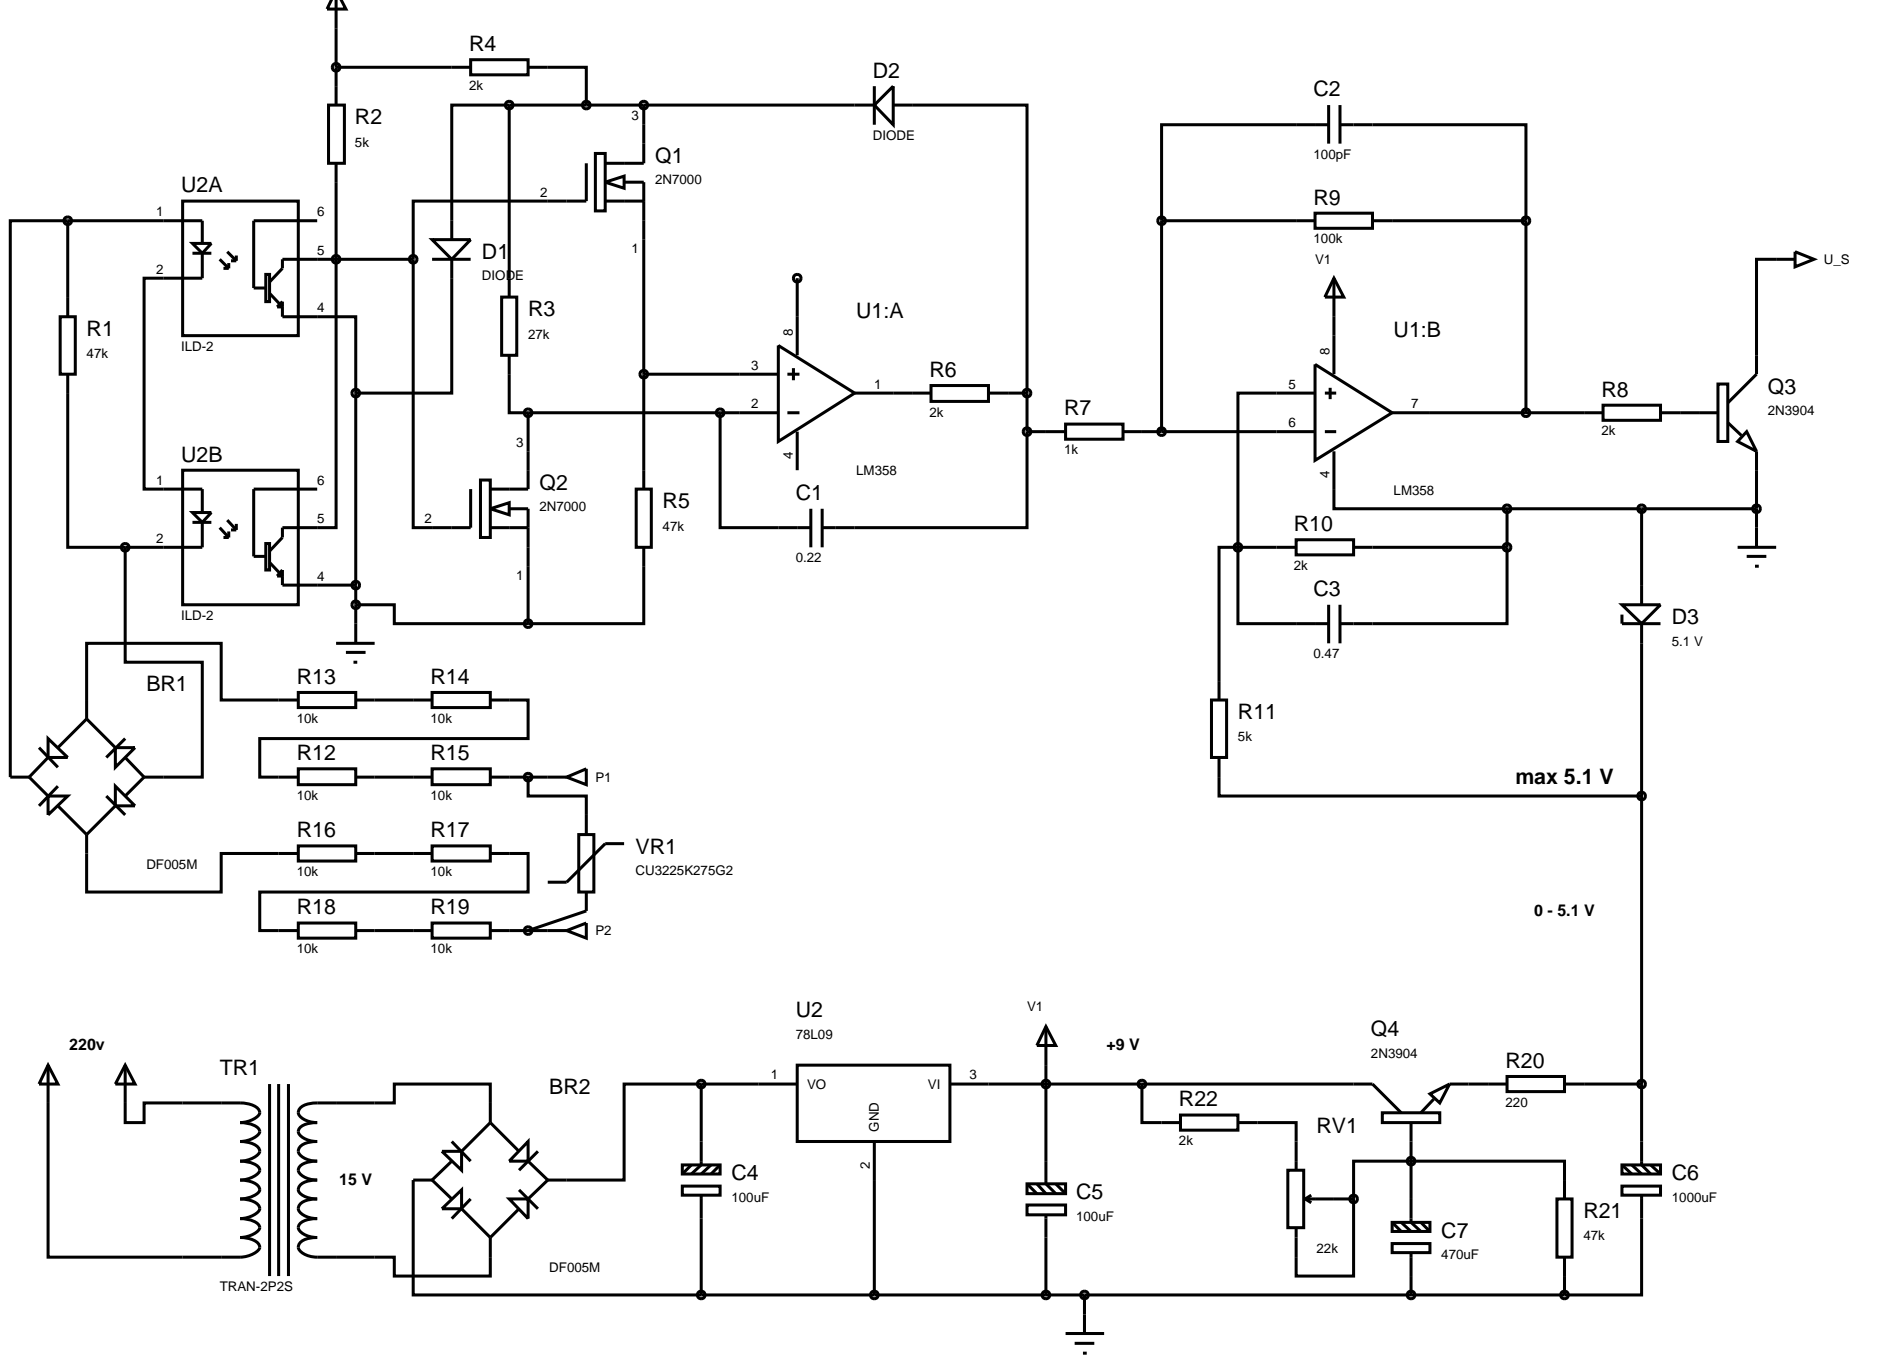 R4
2k
R2
5k
D2
DIODE
C2
100pF
3
Q1
2N7000
2
1
U2A
1
6
5
2
4
ILD-2
R9
100k
V1
D1
DIODE
R1
47k
R3
27k
U1:A
8
3
2
1
4
LM358
R6
2k
U1:B
8
5
6
7
4
LM358
U_S
Q3
2N3904
R8
2k
R7
1k
U2B
1
6
5
2
4
ILD-2
3
Q2
2N7000
2
1
R5
47k
C1
0.22
R10
2k
C3
0.47
D3
5.1 V
BR1
DF005M
R13
10k
R14
10k
R12
10k
R15
10k
P1
R16
10k
R17
10k
VR1
CU3225K275G2
R18
10k
R19
10k
P2
R11
5k
max 5.1 V
0 - 5.1 V
220v
TR1
TRAN-2P2S
15 V
BR2
DF005M
U2
78L09
1
VO
VI
3
GND
2
V1
+9 V
C4
100uF
C5
100uF
R22
2k
RV1
22k
Q4
2N3904
R20
220
C7
470uF
R21
47k
C6
1000uF